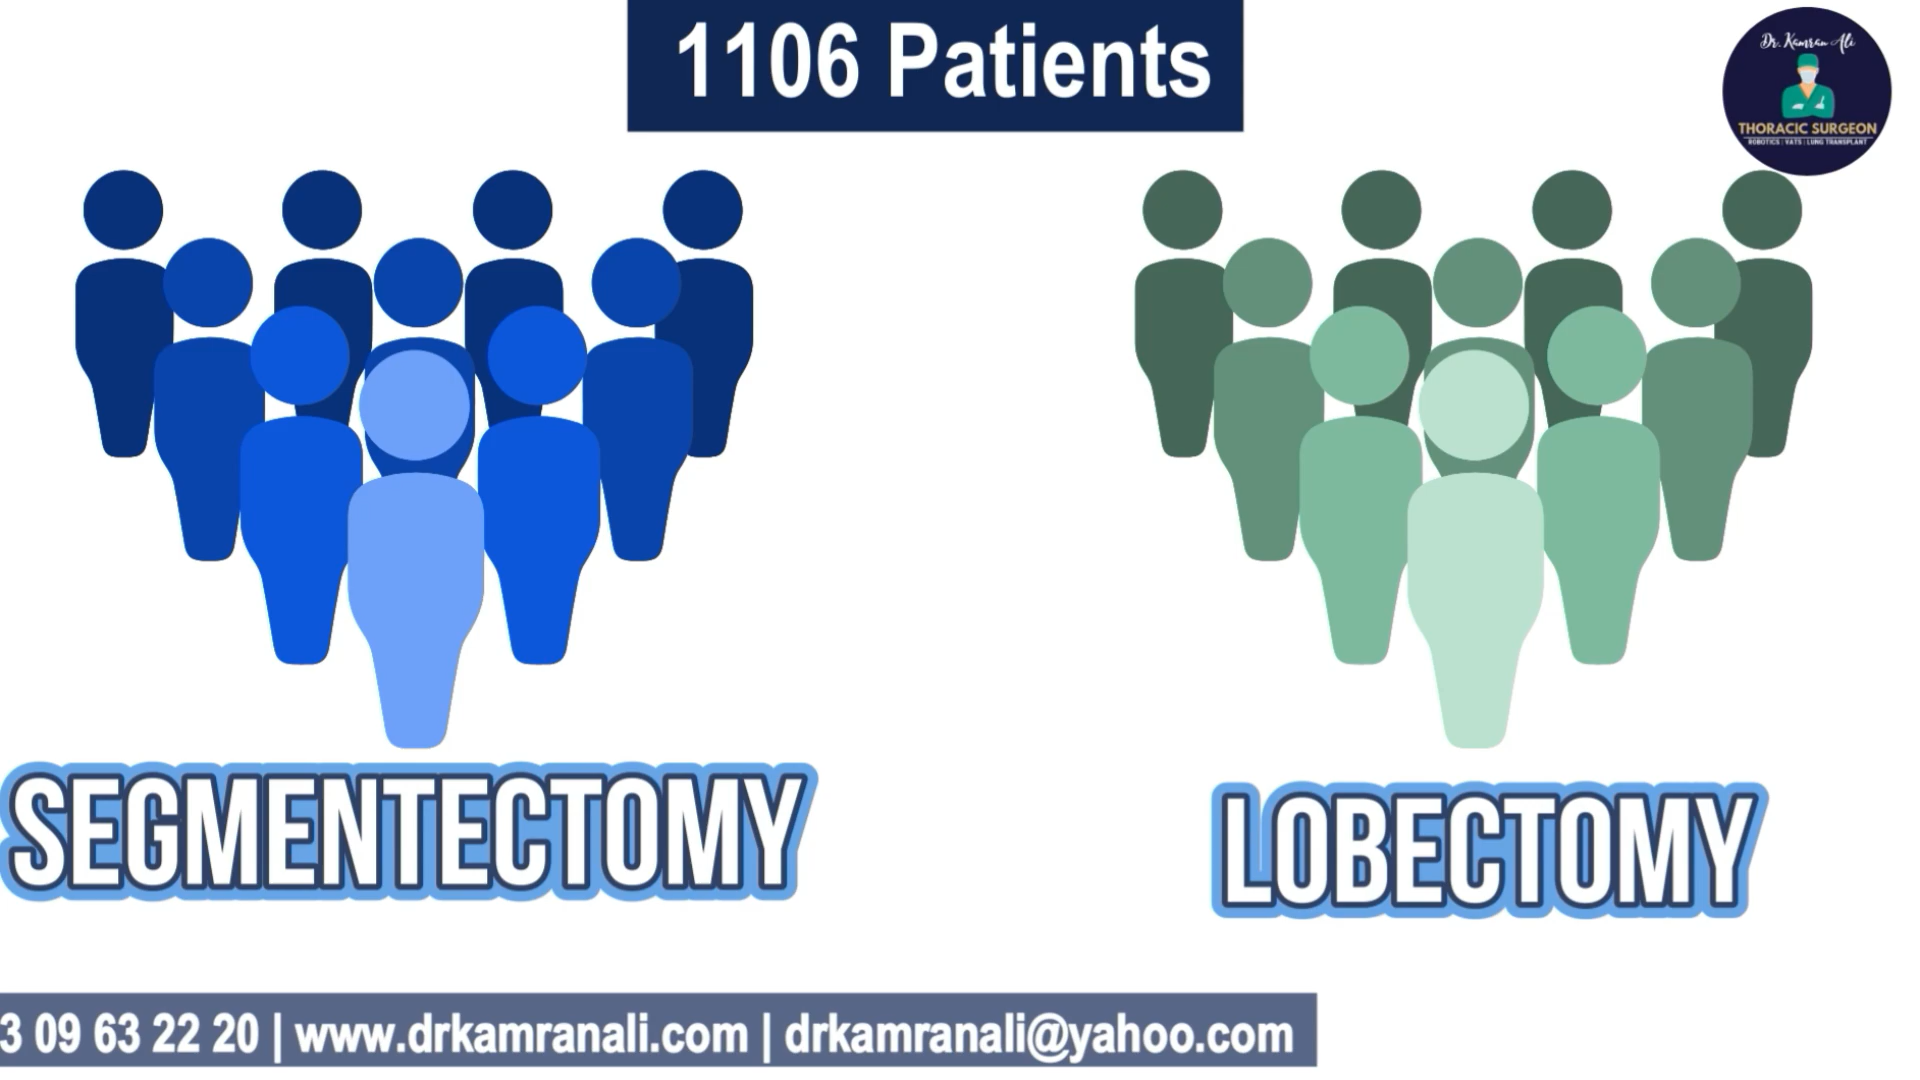 1106 Patients
Dr. Kamran Ali
THORACIC SURGEON
ROBOTICS | VATS | LUNG TRANSPLANT
SEGMENTECTOMY
LOBECTOMY
3 09 63 22 20 | www.drkamranali.com | drkamranali@yahoo.com